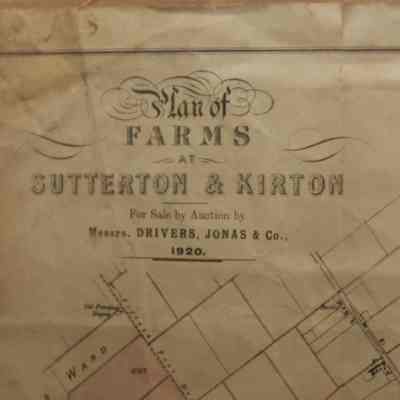 Plan of
FARMS
AT
SUTTERTON & KIRTON
For Sale by Auction by
Messrs. DRIVERS, JONAS & Co.,
1920.
WARD